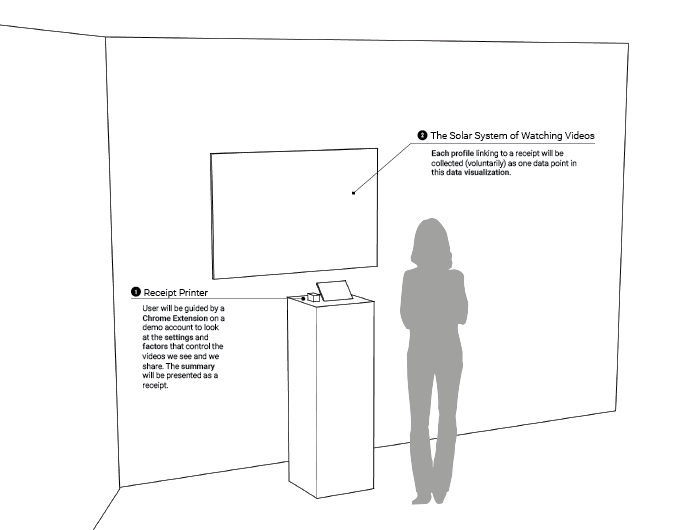 2 The Solar System of Watching Videos
Each profile linking to a receipt will be
collected (voluntarily) as one data point in
this data visualization.
1 Receipt Printer
User will be guided by a
Chrome Extension on a
demo account to look
at the settings and
factors that control the
videos we see and we
share. The summary
will be presented as a
receipt.